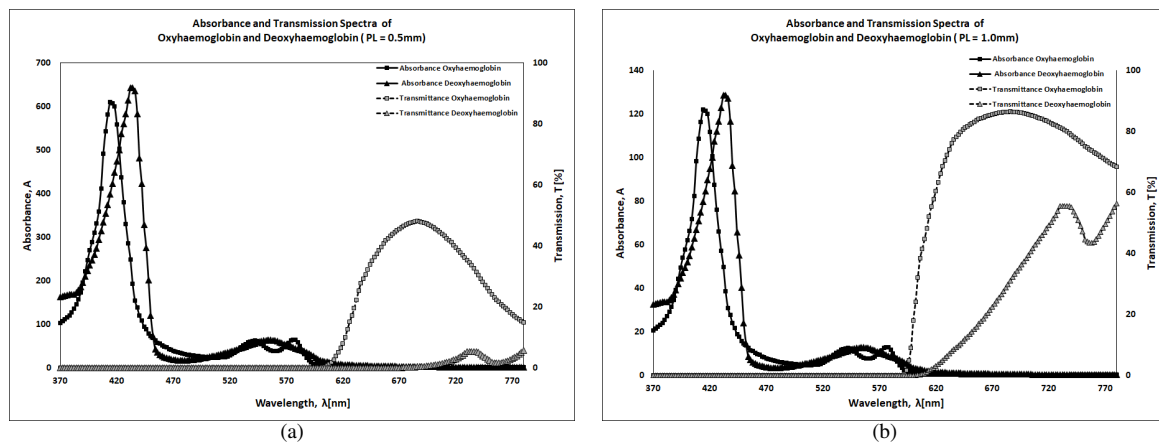 Absorbance and Transmission Spectra of
Oxyhaemoglobin and Deoxyhaemoglobin ( PL = 0.5mm)
Absorbance Oxyhaemoglobin
Absorbance Deoxyhaemoglobin
Transmittance Oxyhaemoglobin
Transmittance Deoxyhaemoglobin
Absorbance, A
700
600
500
400
300
200
100
0
Transmission, T [%]
100
80
60
40
20
0
370 420 470 520 570 620 670 720 770
Wavelength, λ[nm]
(a)
Absorbance and Transmission Spectra of
Oxyhaemoglobin and Deoxyhaemoglobin ( PL = 1.0mm)
Absorbance Oxyhaemoglobin
Absorbance Deoxyhaemoglobin
Transmittance Oxyhaemoglobin
Transmittance Deoxyhaemoglobin
Absorbance, A
140
120
100
80
60
40
20
0
Transmission, T [%]
100
80
60
40
20
0
370 420 470 520 570 620 670 720 770
Wavelength, λ[nm]
(b)